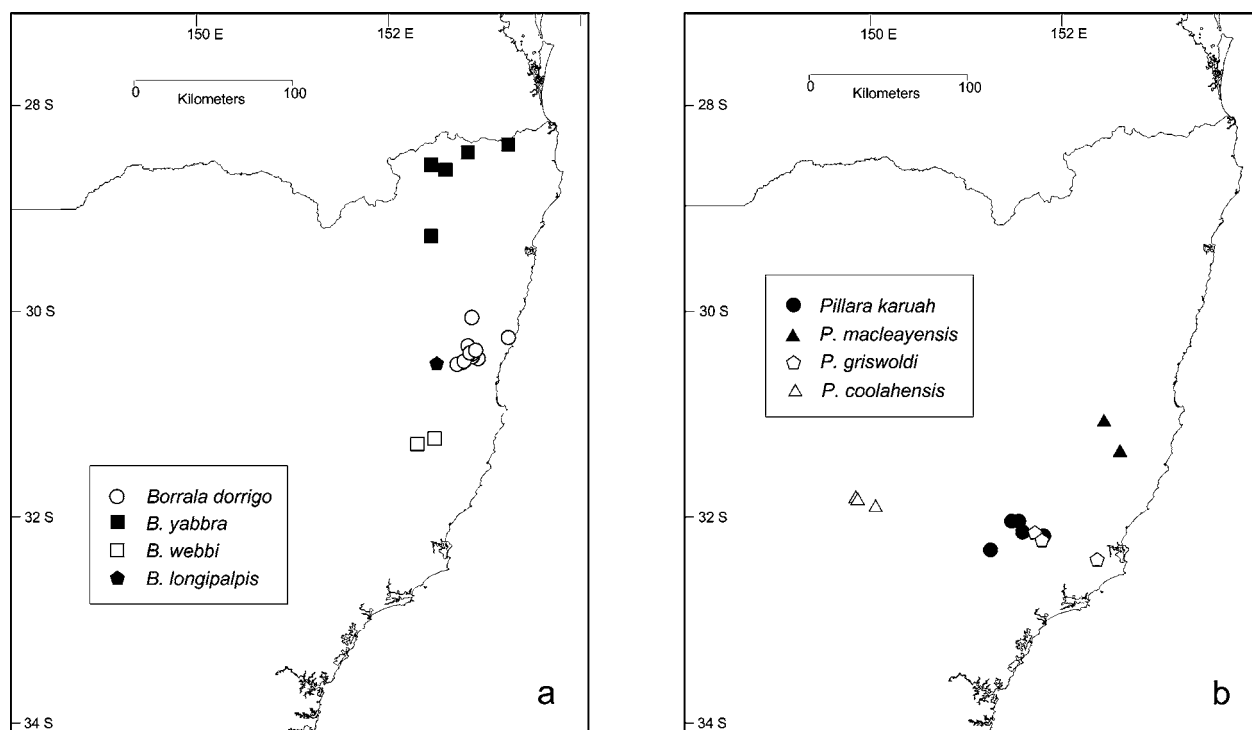 150 E
152 E
0
100
Kilometers
28 S
30 S
32 S
34 S
Borrala dorrigo
B. yabbra
B. webbi
B. longipalpis
a
150 E
152 E
0
100
Kilometers
28 S
30 S
32 S
34 S
Pillara karuah
P. macleayensis
P. griswoldi
P. coolahensis
b